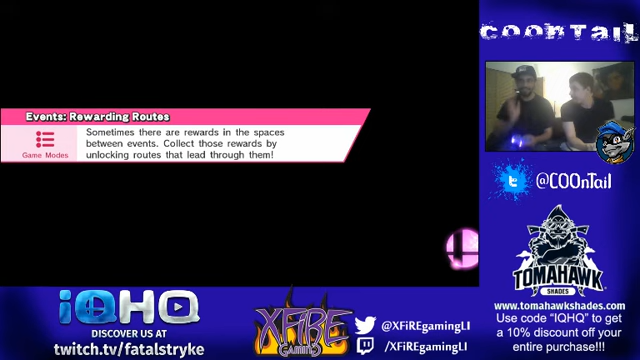 COONTAIL
Events: Rewarding Routes
Game Modes
Sometimes there are rewards in the spaces
between events. Collect those rewards by
unlocking routes that lead through them!
@COOnTail
TOMAHAWK
SHADES
www.tomahawkshades.com
Use code "IQHQ" to get
a 10% discount off your
entire purchase!!!
iQHQ
DISCOVER US AT
twitch.tv/fatalstryke
XFiRE
GAMING
@XFiREgamingLI
/XFiREgamingLI